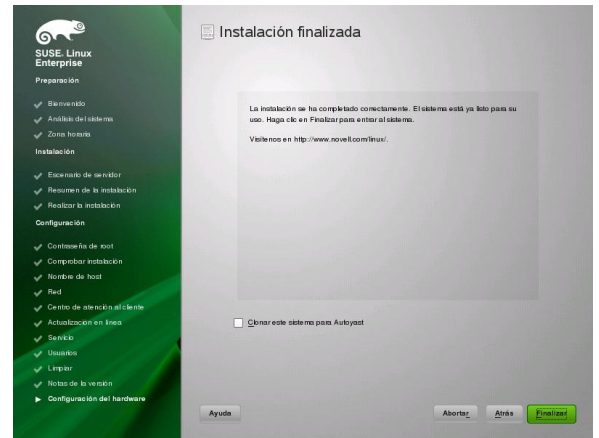 SUSE. Linux
Enterprise
Preparación
Bienvenido
Análisis del sistema
Zona horaria
Instalación
Escenario de servidor
Resumen de la instalación
Realizar la instalación
Configuración
Contraseña de root
Comprobar instalación
Nombre de host
Red
Centro de atención al cliente
Actualización en línea
Servicio
Usuarios
Limpiar
Notas de la versión
Configuración del hardware
Instalación finalizada
La instalación se ha completado correctamente. El sistema está ya listo para su
uso. Haga clic en Finalizar para entrar al sistema.
Visítenos en http://www.novell.com/linux/.
Clonar este sistema para Autoyast
Ayuda
Abortar
Atrás
Finalizar